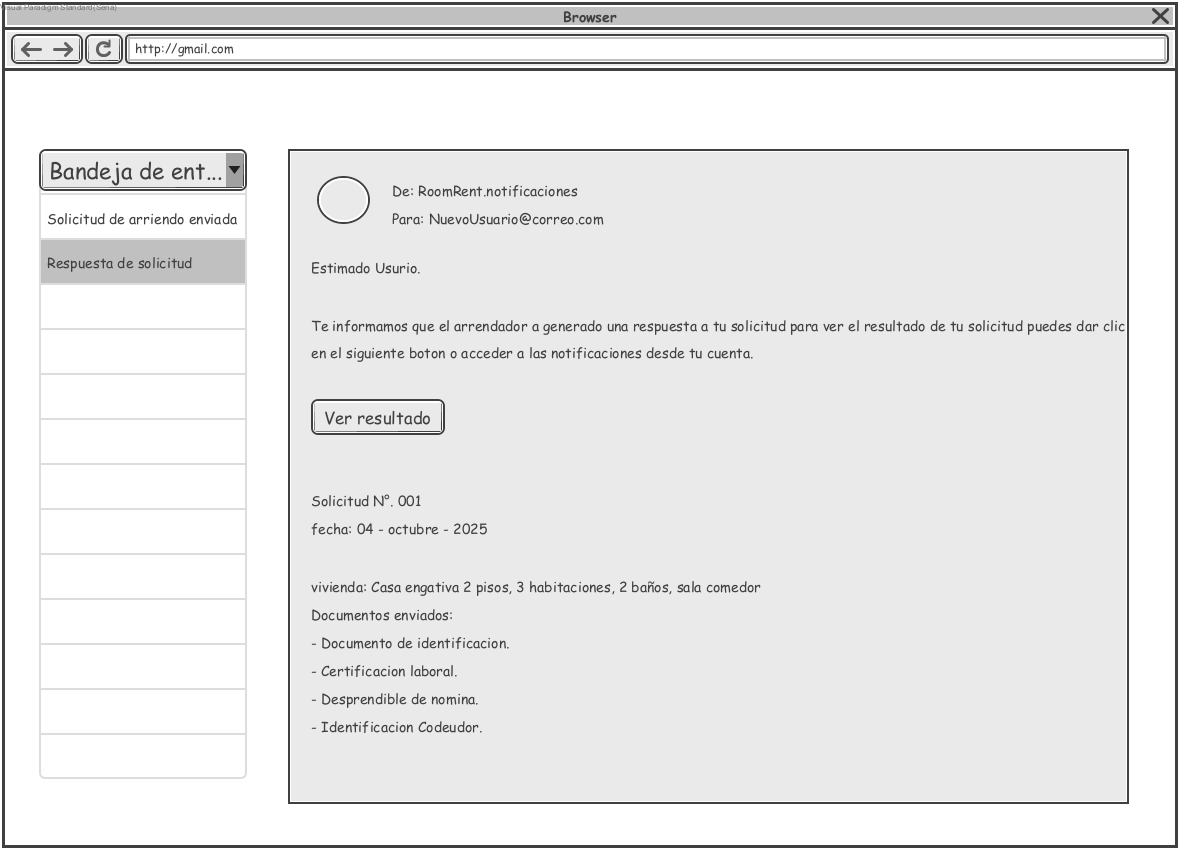 Visual Paradigm Standard(Sena)
Browser
http://gmail.com
Bandeja de ent...
Solicitud de arriendo enviada
Respuesta de solicitud
De: RoomRent.notificaciones
Para: NuevoUsuario@correo.com
Estimado Usurio.
Te informamos que el arrendador a generado una respuesta a tu solicitud para ver el resultado de tu solicitud puedes dar clic
en el siguiente boton o acceder a las notificaciones desde tu cuenta.
Ver resultado
Solicitud N°. 001
fecha: 04 - octubre - 2025
vivienda: Casa engativa 2 pisos, 3 habitaciones, 2 baños, sala comedor
Documentos enviados:
- Documento de identificacion.
- Certificacion laboral.
- Desprendible de nomina.
- Identificacion Codeudor.